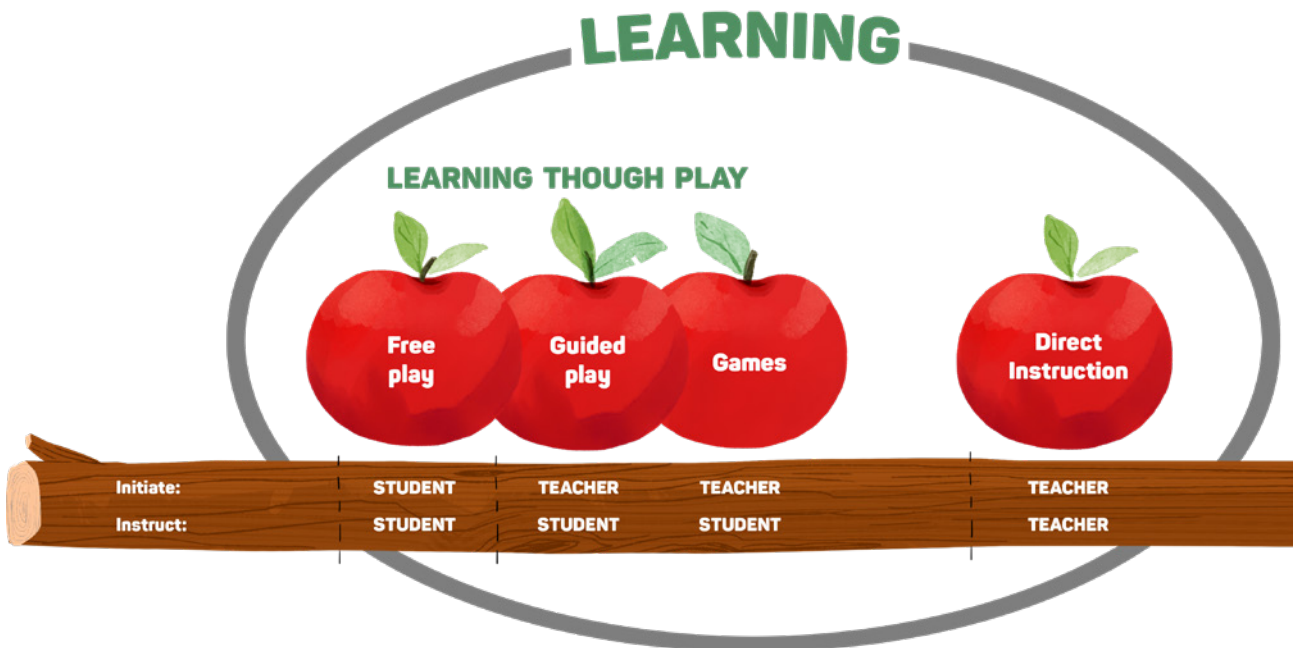 LEARNING
LEARNING THOUGH PLAY
Free
play
Guided
play
Games
Direct
Instruction
Initiate: STUDENT TEACHER TEACHER TEACHER
Instruct: STUDENT STUDENT STUDENT TEACHER